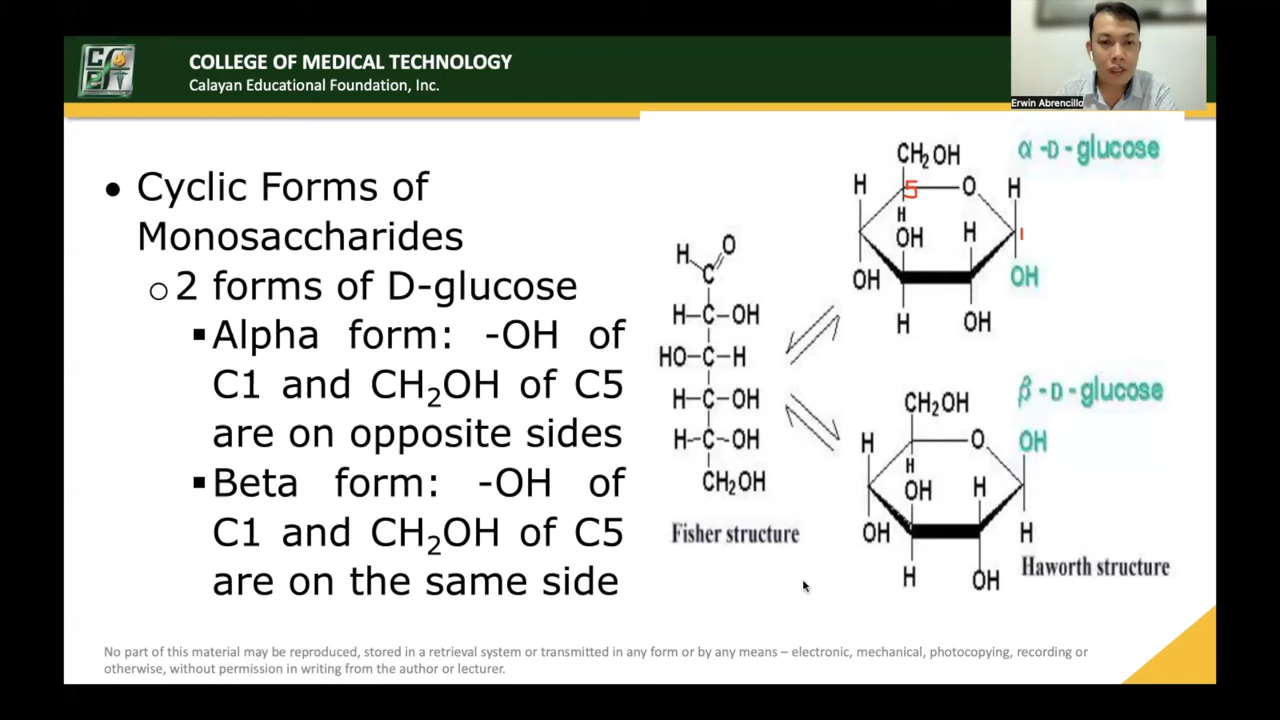 COLLEGE OF MEDICAL TECHNOLOGY
Calayan Educational Foundation, Inc.
Erwin Abrencillo
• Cyclic Forms of
Monosaccharides
○ 2 forms of D-glucose
▪ Alpha form: -OH of
C1 and CH₂OH of C5
are on opposite sides
▪ Beta form: -OH of
C1 and CH₂OH of C5
are on the same side
H O
C
H-C-OH
HO-C-H
H-C-OH
H-C-OH
CH₂OH
Fisher structure
α-D-glucose
CH₂OH
H 5 O H
H
OH H 1
OH OH
H OH
β-D-glucose
CH₂OH
H O OH
H
OH H
OH H
H OH
Haworth structure
No part of this material may be reproduced, stored in a retrieval system or transmitted in any form or by any means – electronic, mechanical, photocopying, recording or
otherwise, without permission in writing from the author or lecturer.